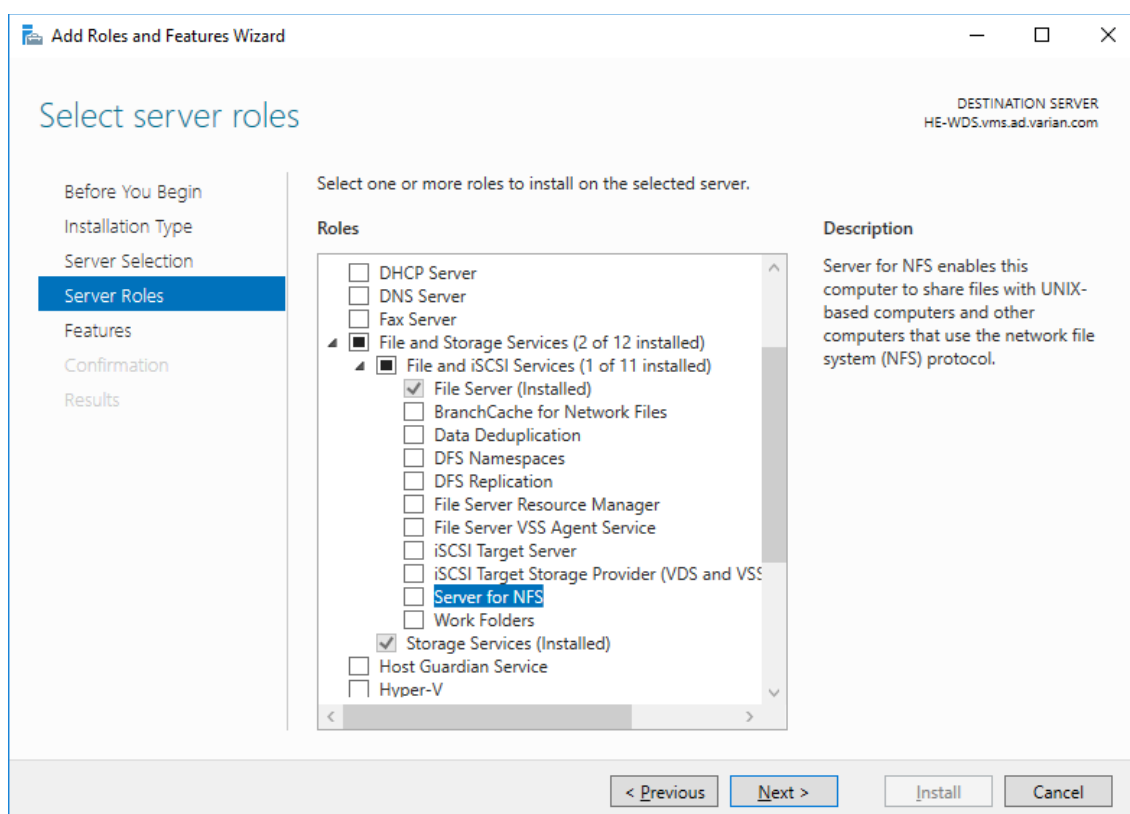 Add Roles and Features Wizard
Select server roles
DESTINATION SERVER
HE-WDS.vms.ad.varian.com
Before You Begin
Installation Type
Server Selection
Server Roles
Features
Confirmation
Results
Select one or more roles to install on the selected server.
Roles
DHCP Server
DNS Server
Fax Server
File and Storage Services (2 of 12 installed)
File and iSCSI Services (1 of 11 installed)
File Server (Installed)
BranchCache for Network Files
Data Deduplication
DFS Namespaces
DFS Replication
File Server Resource Manager
File Server VSS Agent Service
iSCSI Target Server
iSCSI Target Storage Provider (VDS and VSS
Server for NFS
Work Folders
Storage Services (Installed)
Host Guardian Service
Hyper-V
Description
Server for NFS enables this
computer to share files with UNIX-
based computers and other
computers that use the network file
system (NFS) protocol.
< Previous
Next >
Install
Cancel